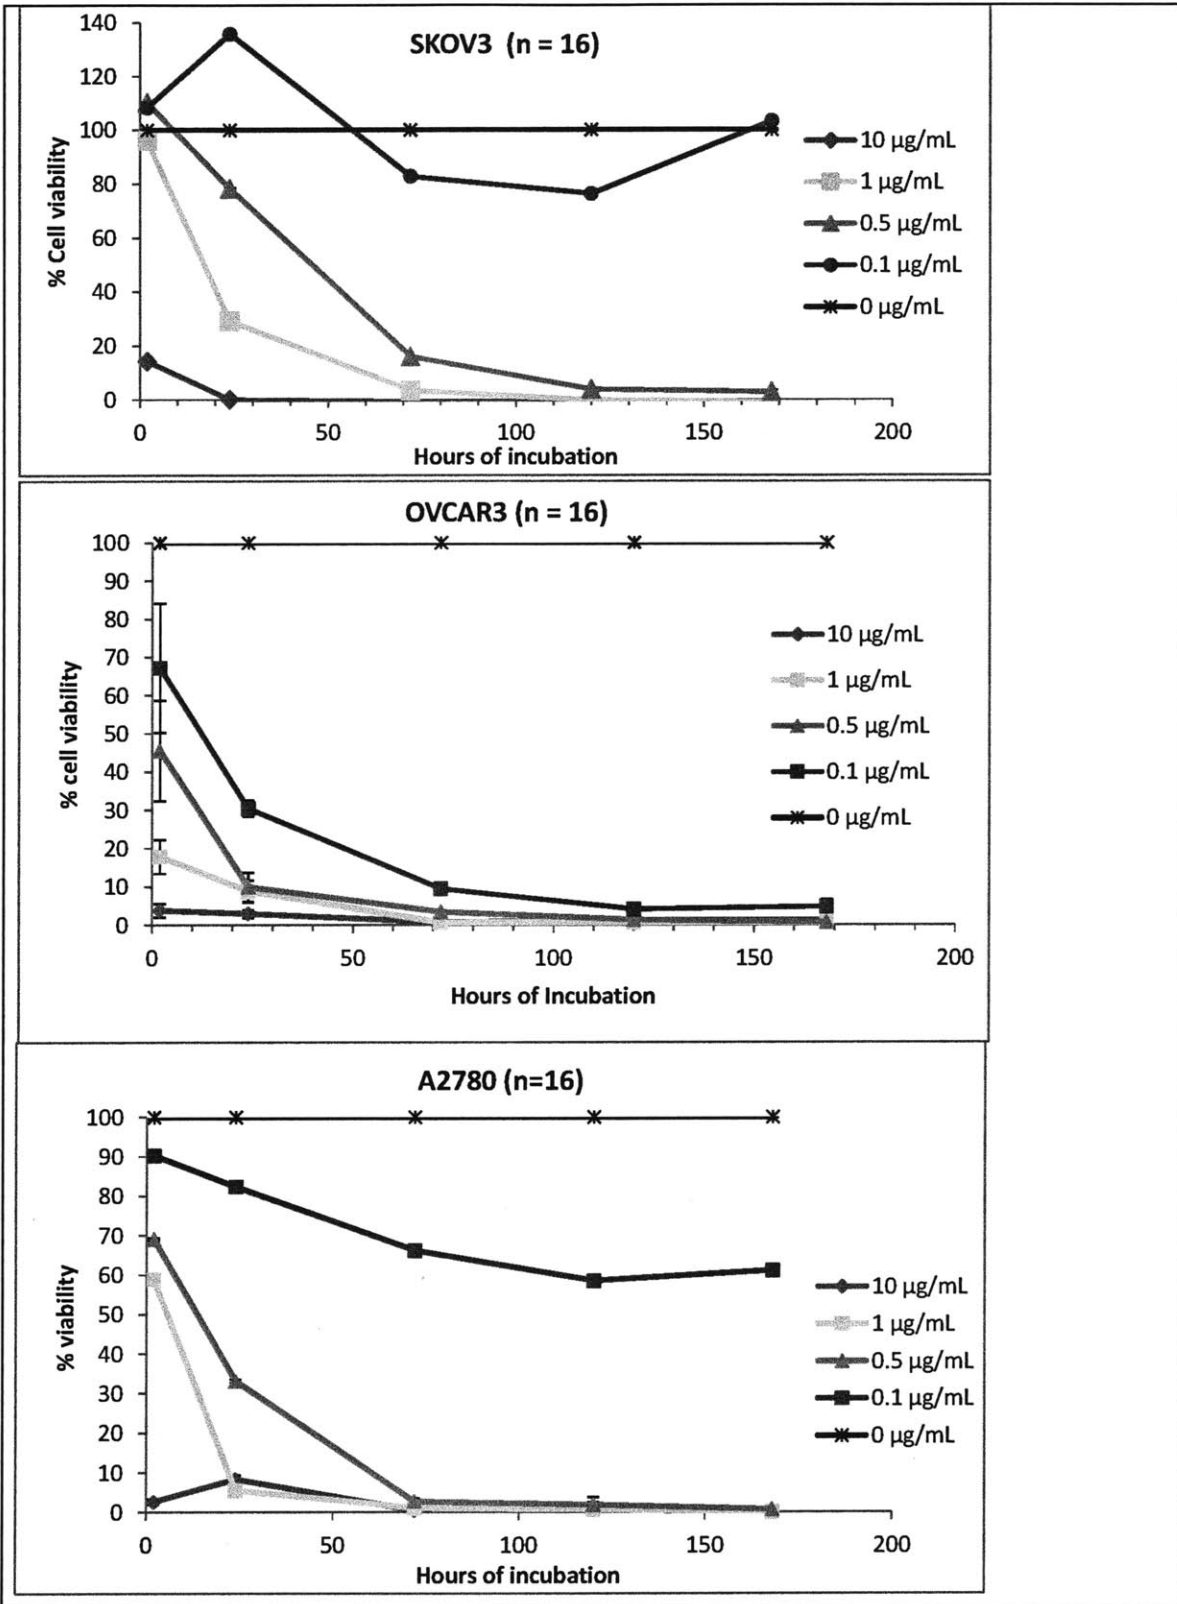 SKOV3 (n = 16)
140
120
100
80
60
40
20
0
% Cell viability
0 50 100 150 200
Hours of incubation
10 µg/mL
1 µg/mL
0.5 µg/mL
0.1 µg/mL
0 µg/mL
OVCAR3 (n = 16)
100
90
80
70
60
50
40
30
20
10
0
% cell viability
0 50 100 150 200
Hours of Incubation
10 µg/mL
1 µg/mL
0.5 µg/mL
0.1 µg/mL
0 µg/mL
A2780 (n=16)
100
90
80
70
60
50
40
30
20
10
0
% viability
0 50 100 150 200
Hours of incubation
10 µg/mL
1 µg/mL
0.5 µg/mL
0.1 µg/mL
0 µg/mL